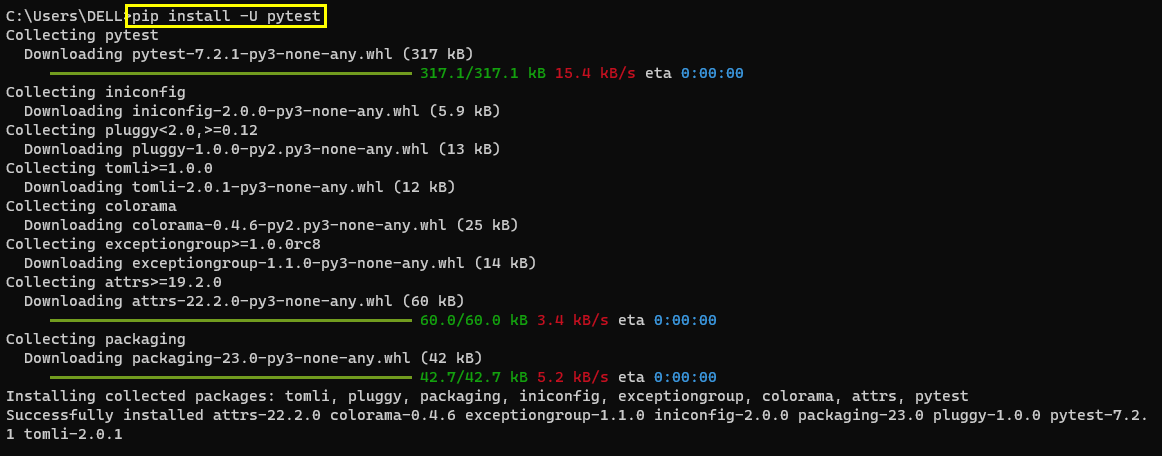 C:\Users\DELL>pip install -U pytest
Collecting pytest
  Downloading pytest-7.2.1-py3-none-any.whl (317 kB)
     317.1/317.1 kB 15.4 kB/s eta 0:00:00
Collecting iniconfig
  Downloading iniconfig-2.0.0-py3-none-any.whl (5.9 kB)
Collecting pluggy<2.0,>=0.12
  Downloading pluggy-1.0.0-py2.py3-none-any.whl (13 kB)
Collecting tomli>=1.0.0
  Downloading tomli-2.0.1-py3-none-any.whl (12 kB)
Collecting colorama
  Downloading colorama-0.4.6-py2.py3-none-any.whl (25 kB)
Collecting exceptiongroup>=1.0.0rc8
  Downloading exceptiongroup-1.1.0-py3-none-any.whl (14 kB)
Collecting attrs>=19.2.0
  Downloading attrs-22.2.0-py3-none-any.whl (60 kB)
     60.0/60.0 kB 3.4 kB/s eta 0:00:00
Collecting packaging
  Downloading packaging-23.0-py3-none-any.whl (42 kB)
     42.7/42.7 kB 5.2 kB/s eta 0:00:00
Installing collected packages: tomli, pluggy, packaging, iniconfig, exceptiongroup, colorama, attrs, pytest
Successfully installed attrs-22.2.0 colorama-0.4.6 exceptiongroup-1.1.0 iniconfig-2.0.0 packaging-23.0 pluggy-1.0.0 pytest-7.2.
1 tomli-2.0.1